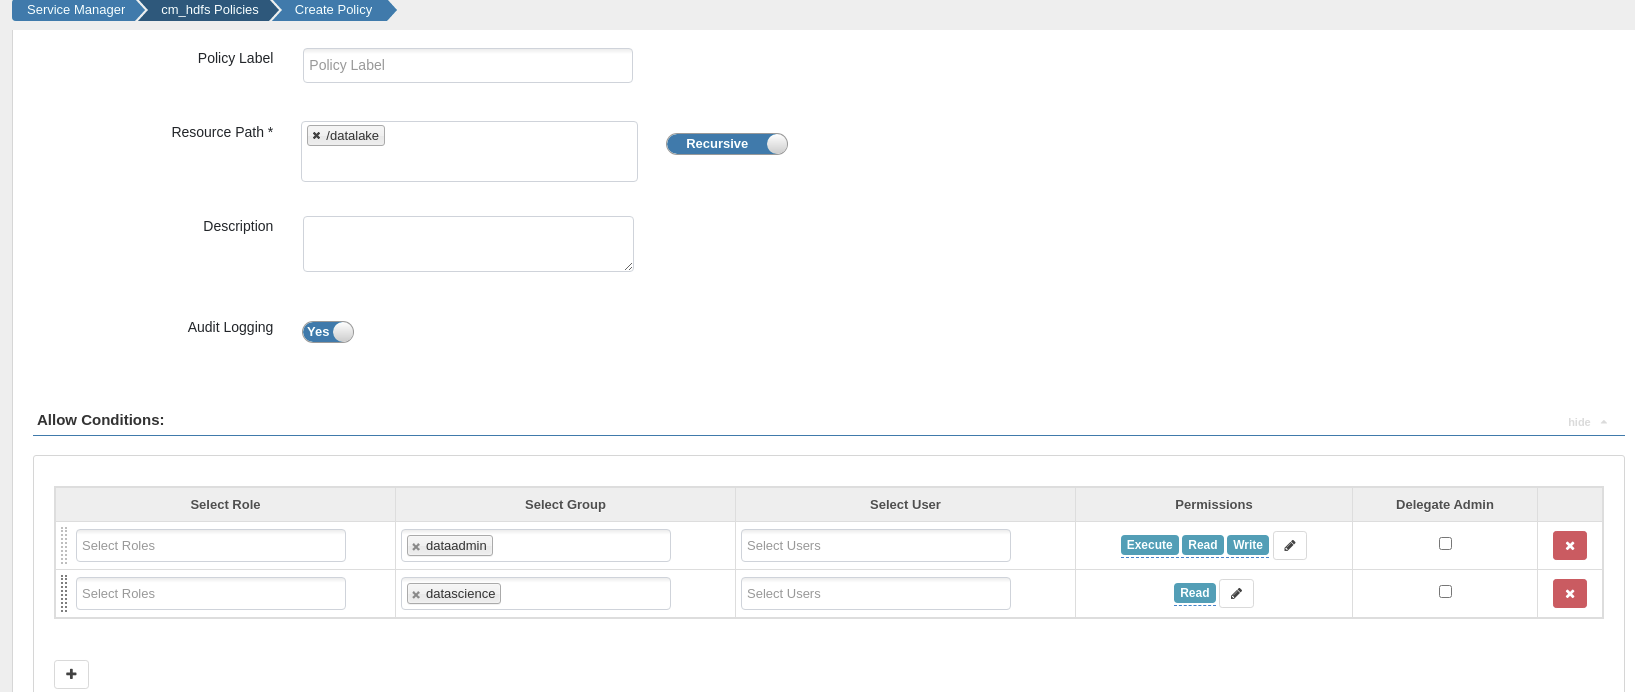 Service Manager cm_hdfs Policies Create Policy
Policy Label Policy Label
Resource Path * ✖ /datalake Recursive
Description
Audit Logging Yes
Allow Conditions: hide
Select Role Select Group Select User Permissions Delegate Admin
Select Roles ✖ dataadmin Select Users Execute Read Write
Select Roles ✖ datascience Select Users Read